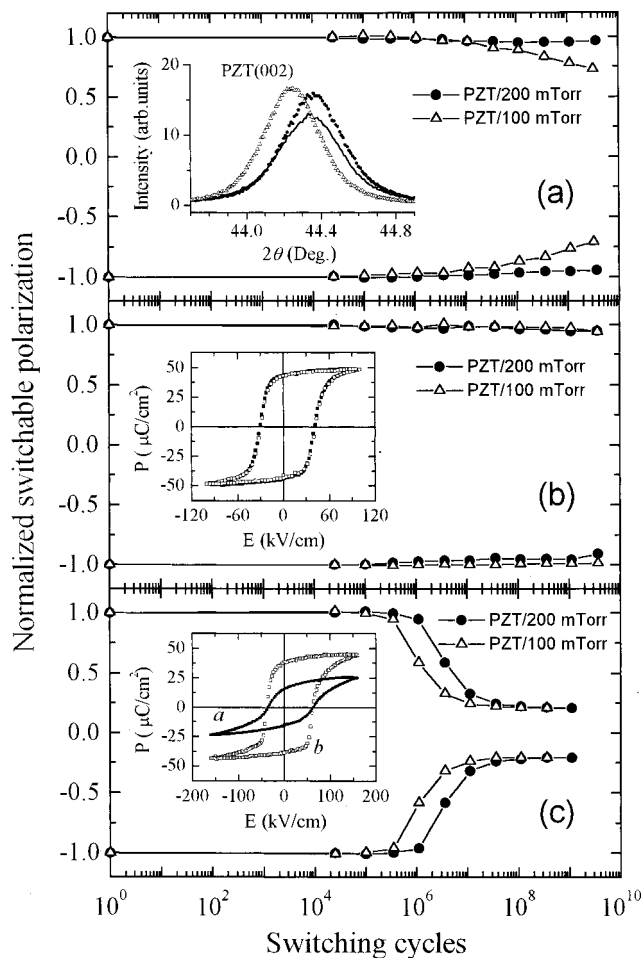 Normalized switchable polarization
1.0
0.5
0.0
-0.5
-1.0
PZT(002)
Intensity (arb.units)
20
10
0
44.0
44.4
44.8
2θ (Deg.)
PZT/200 mTorr
PZT/100 mTorr
(a)
1.0
0.5
0.0
-0.5
-1.0
P ( μC/cm²)
50
25
0
-25
-50
-120
-60
0
60
120
E (kV/cm)
PZT/200 mTorr
PZT/100 mTorr
(b)
1.0
0.5
0.0
-0.5
-1.0
P ( μC/cm²)
50
25
0
-25
-50
a
b
-200
-100
0
100
200
E (kV/cm)
PZT/200 mTorr
PZT/100 mTorr
(c)
10⁰
10²
10⁴
10⁶
10⁸
10¹⁰
Switching cycles